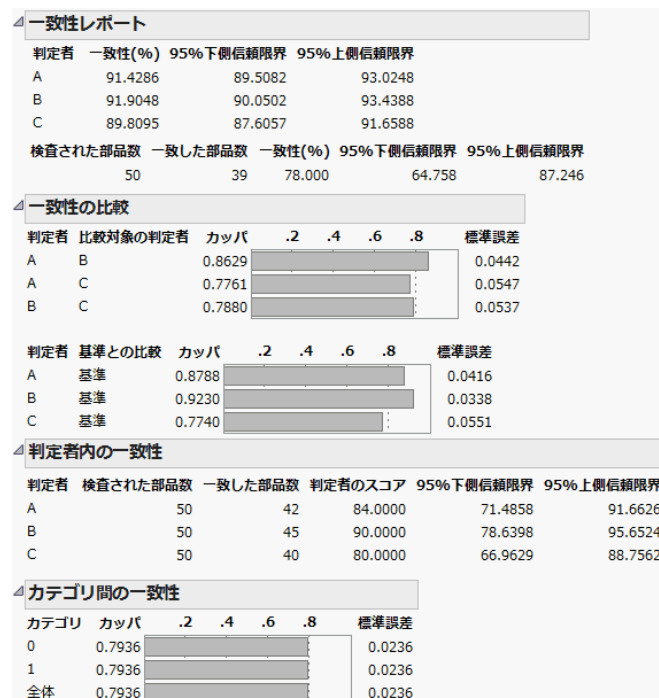 一致性レポート
判定者 一致性(%) 95%下側信頼限界 95%上側信頼限界
A 91.4286 89.5082 93.0248
B 91.9048 90.0502 93.4388
C 89.8095 87.6057 91.6588
検査された部品数 一致した部品数 一致性(%) 95%下側信頼限界 95%上側信頼限界
50 39 78.000 64.758 87.246
一致性の比較
判定者 比較対象の判定者 カッパ .2 .4 .6 .8 標準誤差
A B 0.8629 0.0442
A C 0.7761 0.0547
B C 0.7880 0.0537
判定者 基準との比較 カッパ .2 .4 .6 .8 標準誤差
A 基準 0.8788 0.0416
B 基準 0.9230 0.0338
C 基準 0.7740 0.0551
判定者内の一致性
判定者 検査された部品数 一致した部品数 判定者のスコア 95%下側信頼限界 95%上側信頼限界
A 50 42 84.0000 71.4858 91.6626
B 50 45 90.0000 78.6398 95.6524
C 50 40 80.0000 66.9629 88.7562
カテゴリ間の一致性
カテゴリ カッパ .2 .4 .6 .8 標準誤差
0 0.7936 0.0236
1 0.7936 0.0236
全体 0.7936 0.0236